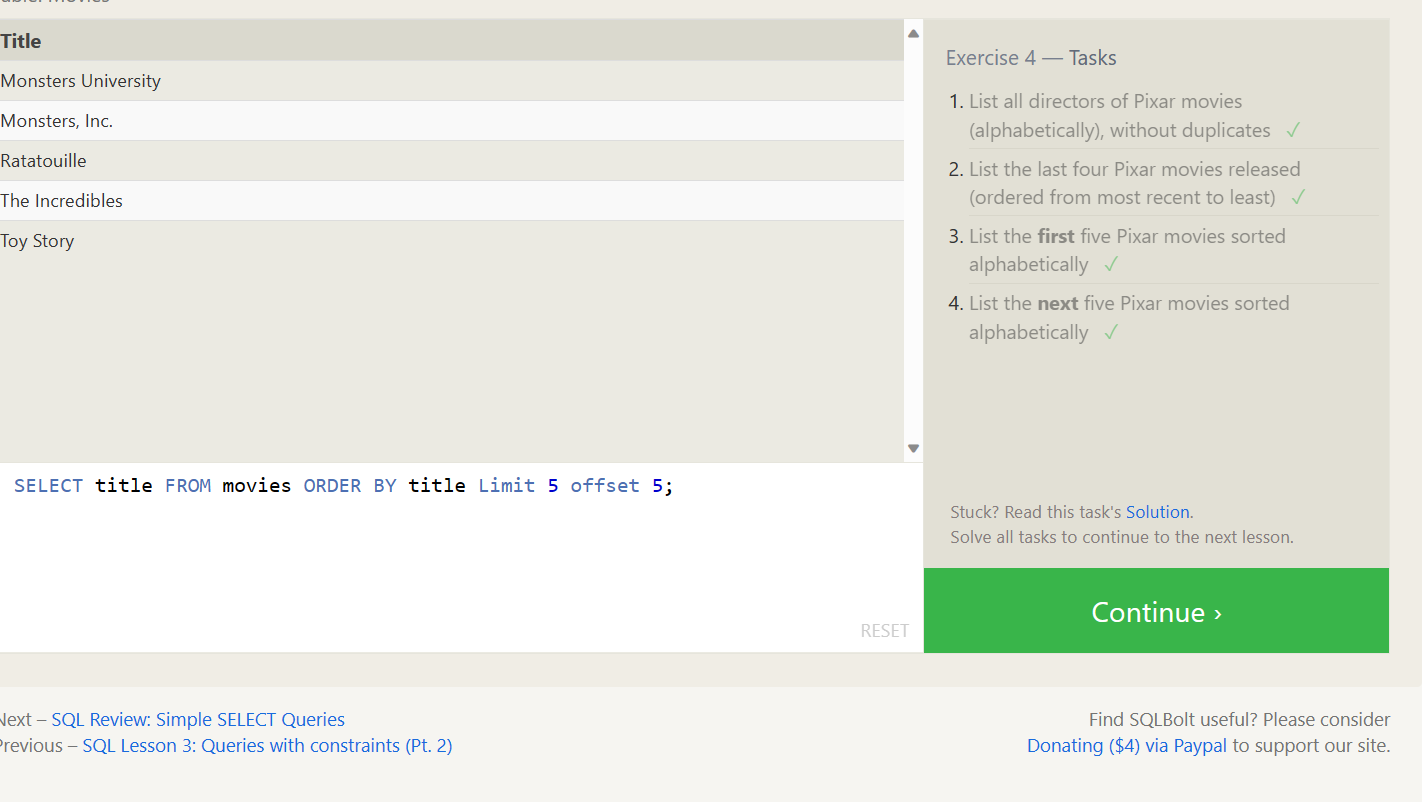 Title
Monsters University
Monsters, Inc.
Ratatouille
The Incredibles
Toy Story
SELECT title FROM movies ORDER BY title Limit 5 offset 5;
RESET
Exercise 4 — Tasks
1. List all directors of Pixar movies
(alphabetically), without duplicates ✓
2. List the last four Pixar movies released
(ordered from most recent to least) ✓
3. List the first five Pixar movies sorted
alphabetically ✓
4. List the next five Pixar movies sorted
alphabetically ✓
Stuck? Read this task's Solution.
Solve all tasks to continue to the next lesson.
Continue ›
Next – SQL Review: Simple SELECT Queries
Previous – SQL Lesson 3: Queries with constraints (Pt. 2)
Find SQLBolt useful? Please consider
Donating ($4) via Paypal to support our site.